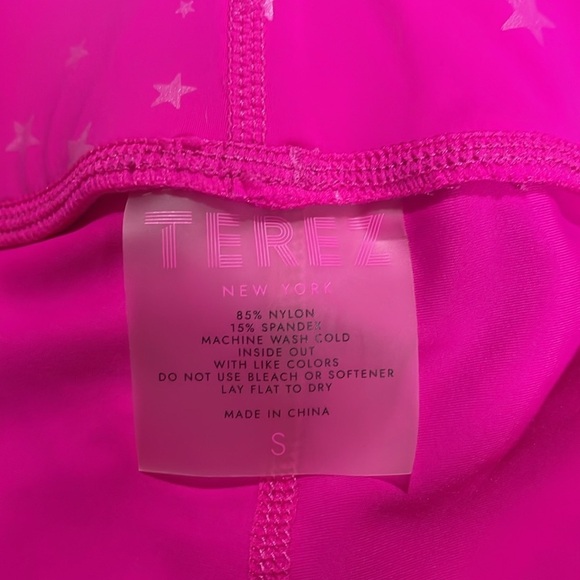 TEREZ
NEW YORK
85% NYLON
15% SPANDEX
MACHINE WASH COLD
INSIDE OUT
WITH LIKE COLORS
DO NOT USE BLEACH OR SOFTENER
LAY FLAT TO DRY
MADE IN CHINA
S